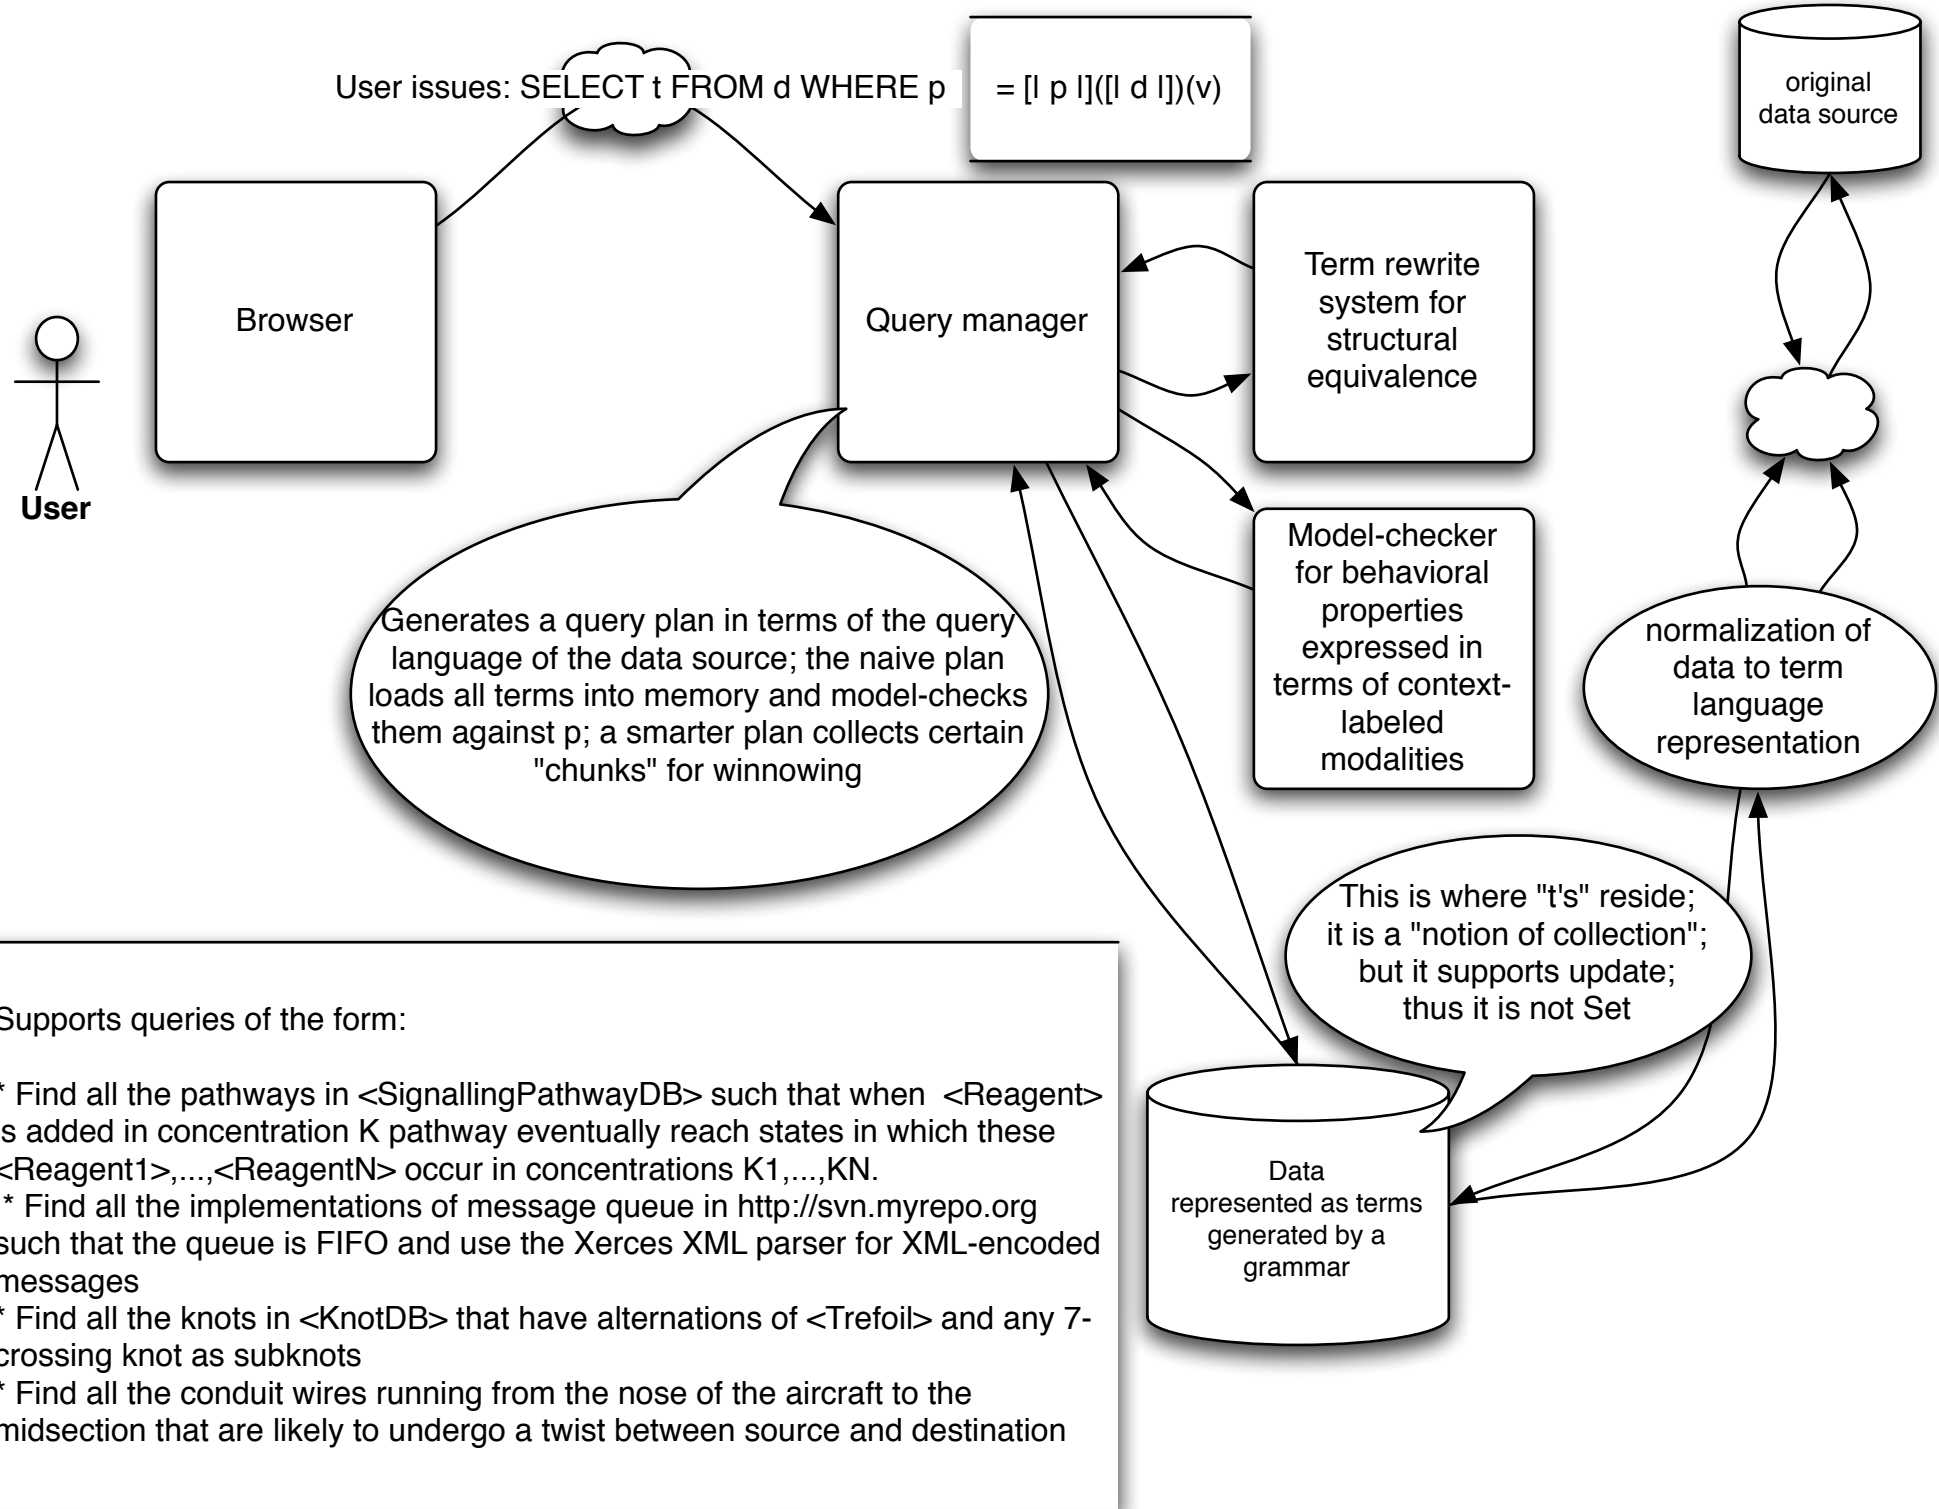 User issues: SELECT t FROM d WHERE p
= [l p l]([l d l])(v)
original
data source
Browser
Query manager
Term rewrite
system for
structural
equivalence
User
Model-checker
for behavioral
properties
expressed in
terms of context-
labeled
modalities
Generates a query plan in terms of the query
language of the data source; the naive plan
loads all terms into memory and model-checks
them against p; a smarter plan collects certain
"chunks" for winnowing
normalization of
data to term
language
representation
This is where "t's" reside;
it is a "notion of collection";
but it supports update;
thus it is not Set
Data
represented as terms
generated by a
grammar
Supports queries of the form:
* Find all the pathways in <SignallingPathwayDB> such that when <Reagent>
is added in concentration K pathway eventually reach states in which these
<Reagent1>,...,<ReagentN> occur in concentrations K1,...,KN.
* Find all the implementations of message queue in http://svn.myrepo.org
such that the queue is FIFO and use the Xerces XML parser for XML-encoded
messages
* Find all the knots in <KnotDB> that have alternations of <Trefoil> and any 7-
crossing knot as subknots
* Find all the conduit wires running from the nose of the aircraft to the
midsection that are likely to undergo a twist between source and destination